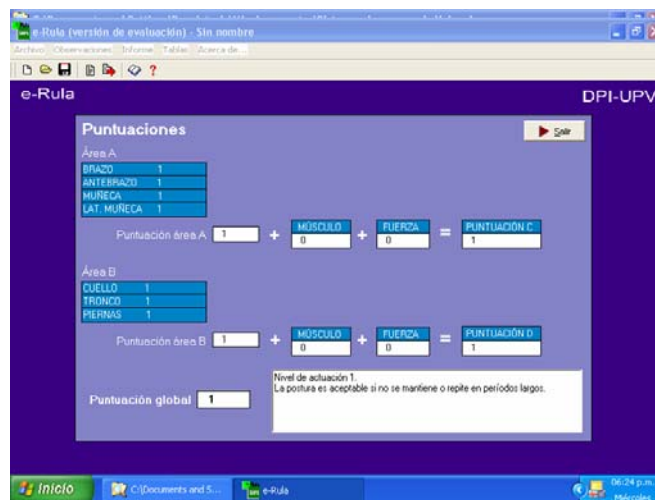 e-Rula (versión de evaluación) - Sin nombre
Archivo Observaciones Informe Tablas Acerca de...
e-Rula
DPI-UPV
Puntuaciones
Salir
Área A
BRAZO 1
ANTEBRAZO 1
MUÑECA 1
LAT. MUÑECA 1
Puntuación área A 1 + MÚSCULO 0 + FUERZA 0 = PUNTUACIÓN C 1
Área B
CUELLO 1
TRONCO 1
PIERNAS 1
Puntuación área B 1 + MÚSCULO 0 + FUERZA 0 = PUNTUACIÓN D 1
Nivel de actuación 1.
La postura es aceptable si no se mantiene o repite en períodos largos.
Puntuación global 1
Inicio
C:\Documents and S...
e-Rula
06:24 p.m.
Miércoles